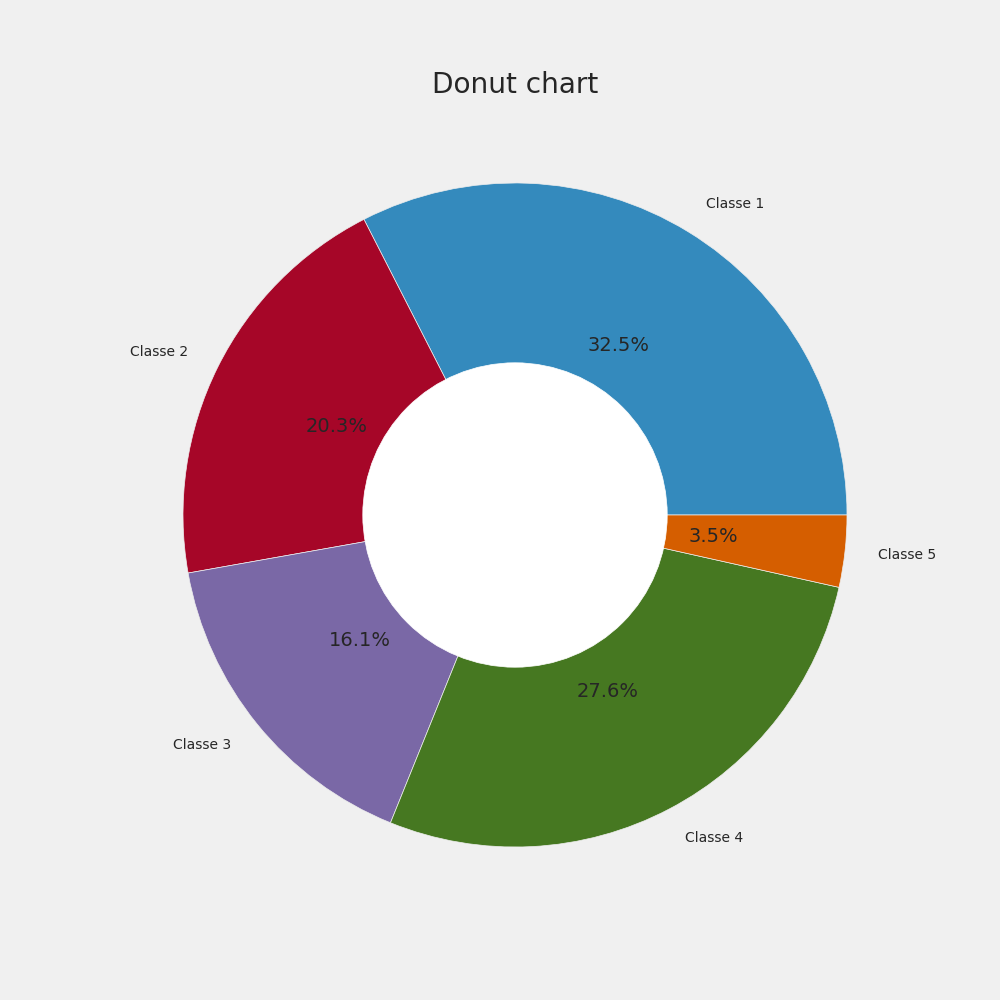 Donut chart
Classe 1
32.5%
Classe 2
20.3%
Classe 3
16.1%
Classe 4
27.6%
Classe 5
3.5%